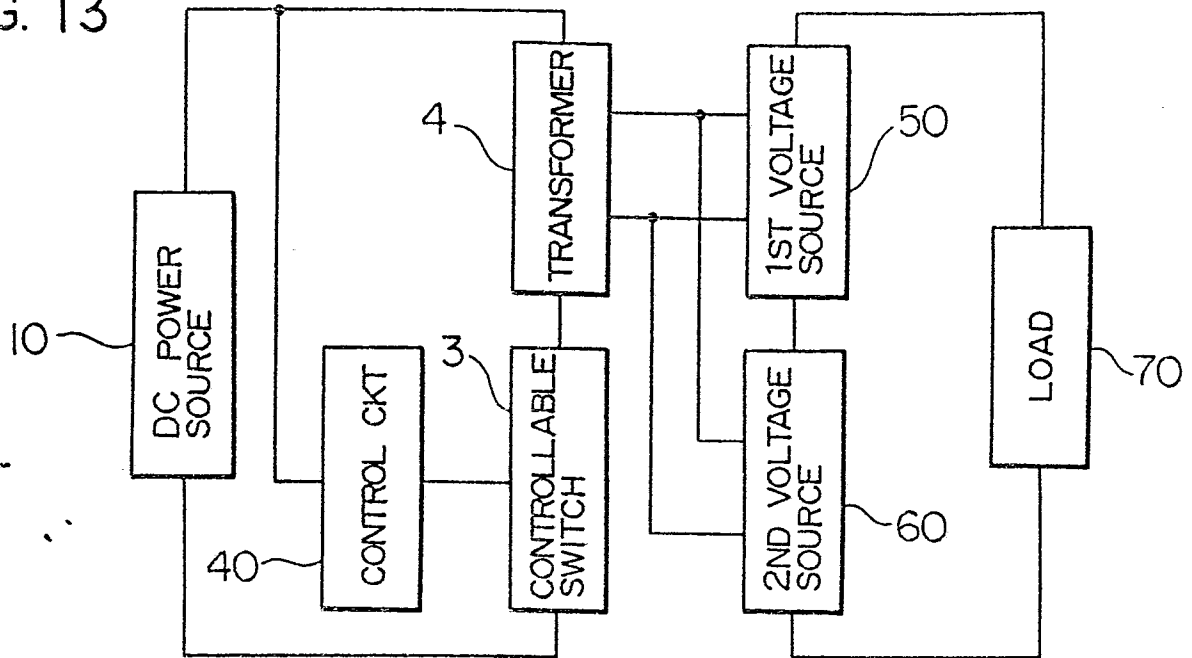 G. 13
10
DC POWER
SOURCE
40
CONTROL CKT
3
CONTROLLABLE
SWITCH
4
TRANSFORMER
1ST VOLTAGE
SOURCE
50
2ND VOLTAGE
SOURCE
60
LOAD
70